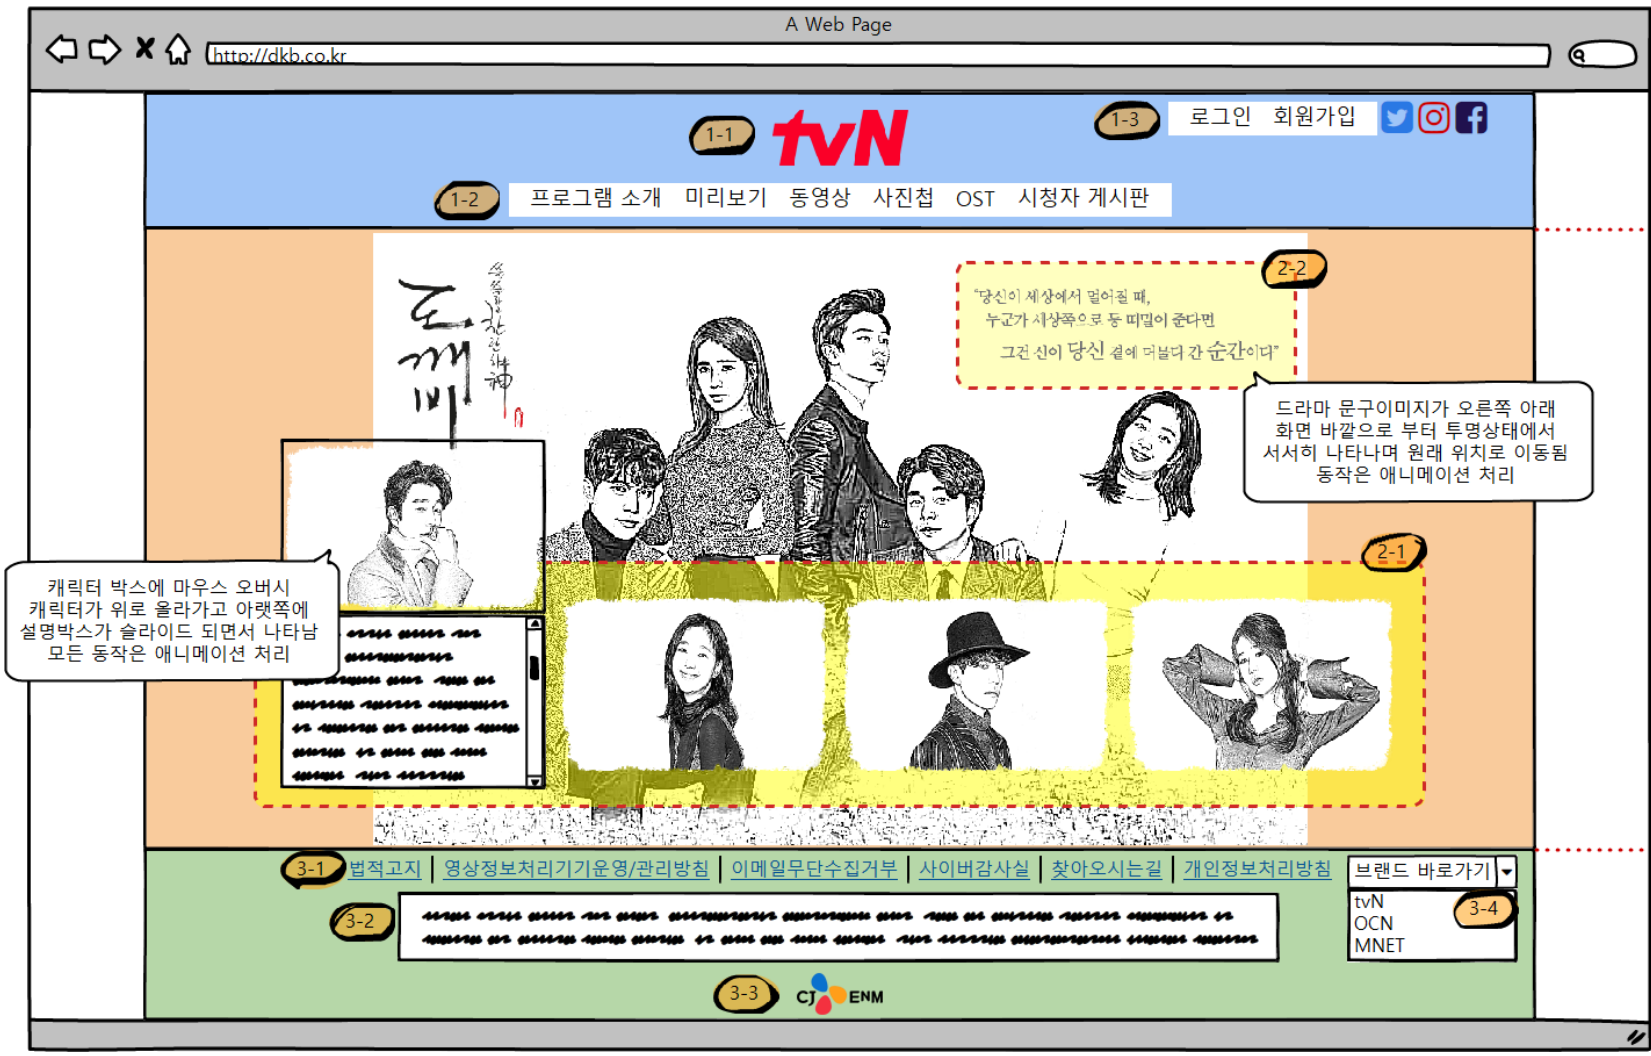 A Web Page
http://dkb.co.kr
1-1
tvN
1-3
로그인 회원가입
1-2
프로그램 소개 미리보기 동영상 사진첩 OST 시청자 게시판
도깨비
2-2
"당신이 세상에서 멀어질 때,
누군가 세상쪽으로 등 떠밀어 준다면
그건 신이 당신 곁에 머물다 간 순간이다"
드라마 문구이미지가 오른쪽 아래
화면 바깥으로 부터 투명상태에서
서서히 나타나며 원래 위치로 이동됨
동작은 애니메이션 처리
2-1
캐릭터 박스에 마우스 오버시
캐릭터가 위로 올라가고 아랫쪽에
설명박스가 슬라이드 되면서 나타남
모든 동작은 애니메이션 처리
3-1
법적고지 | 영상정보처리기기운영/관리방침 | 이메일무단수집거부 | 사이버감사실 | 찾아오시는길 | 개인정보처리방침
브랜드 바로가기
tvN
OCN
MNET
3-4
3-2
3-3
CJ ENM